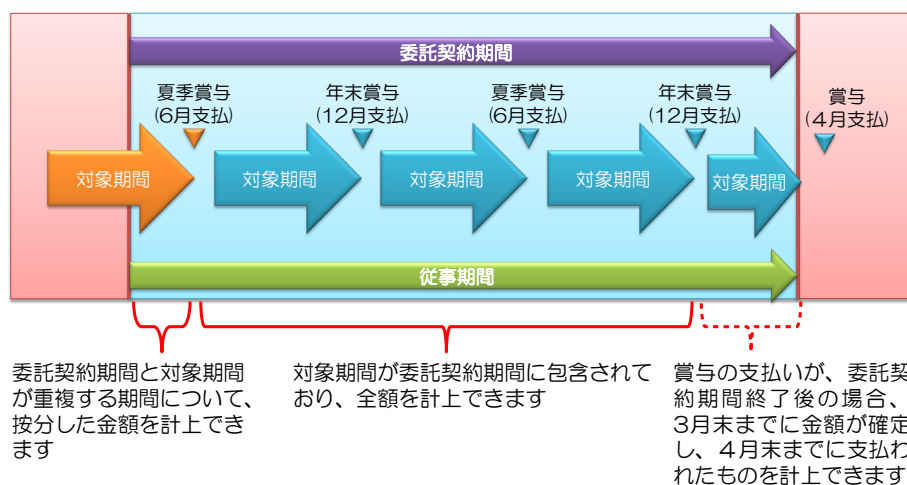 委託契約期間
夏季賞与
(6月支払)
年末賞与
(12月支払)
夏季賞与
(6月支払)
年末賞与
(12月支払)
賞与
(4月支払)
対象期間
対象期間
対象期間
対象期間
対象期間
従事期間
委託契約期間と対象期間
が重複する期間について、
按分した金額を計上でき
ます
対象期間が委託契約期間に包含されて
おり、全額を計上できます
賞与の支払いが、委託契
約期間終了後の場合、
3月末までに金額が確定
し、4月末までに支払わ
れたものを計上できます